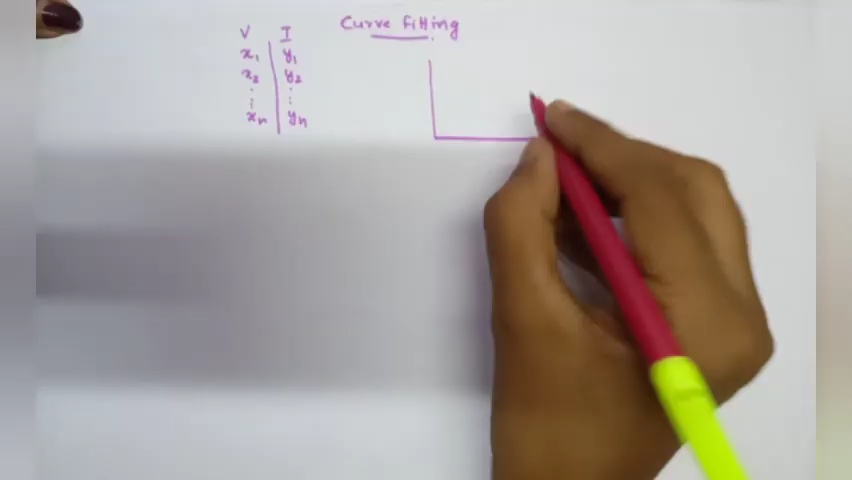 Curve fitting
V I
x₁ y₁
x₂ y₂
⋮ ⋮
xₙ yₙ